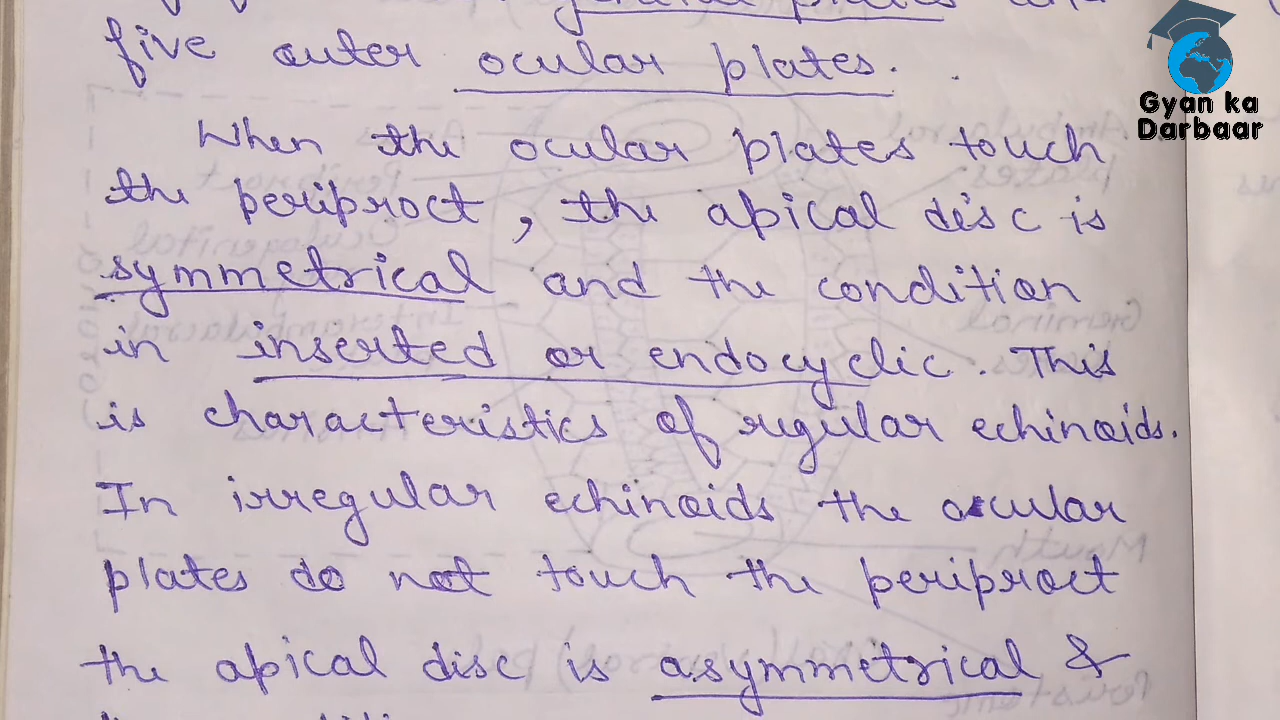 five outer ocular plates.
When the ocular plates touch
the periproct, the apical disc is
symmetrical and the condition
in inserted or endocyclic. This
is characteristics of regular echinoids.
In irregular echinoids the ocular
plates do not touch the periproct
the apical disc is asymmetrical &
Gyan ka
Darbaar